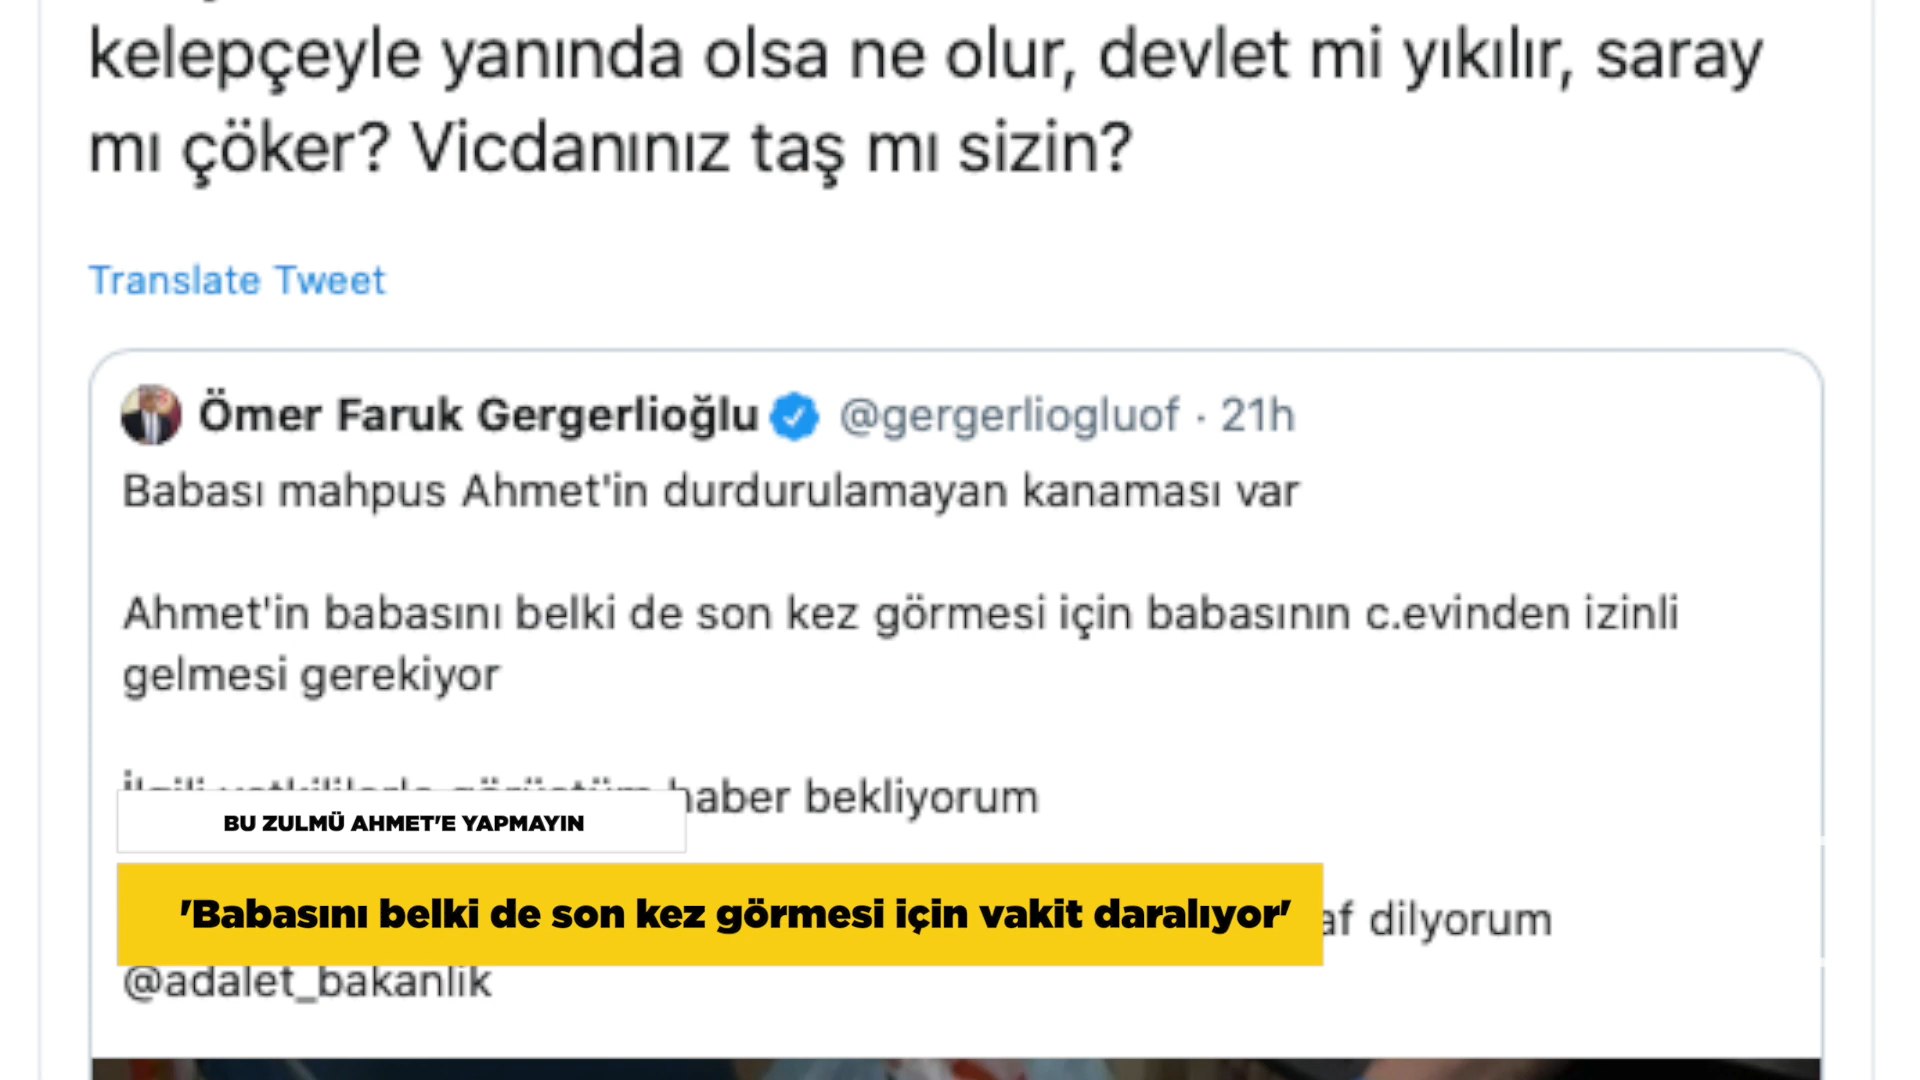 kelepçeyle yanında olsa ne olur, devlet mi yıkılır, saray
mı çöker? Vicdanınız taş mı sizin?
Translate Tweet
Ömer Faruk Gergerlioğlu @gergerliogluof · 21h
Babası mahpus Ahmet'in durdurulamayan kanaması var
Ahmet'in babasını belki de son kez görmesi için babasının c.evinden izinli
gelmesi gerekiyor
haber bekliyorum
BU ZULMÜ AHMET'E YAPMAYIN
'Babasını belki de son kez görmesi için vakit daralıyor'
dilyorum
@adalet_bakanlik